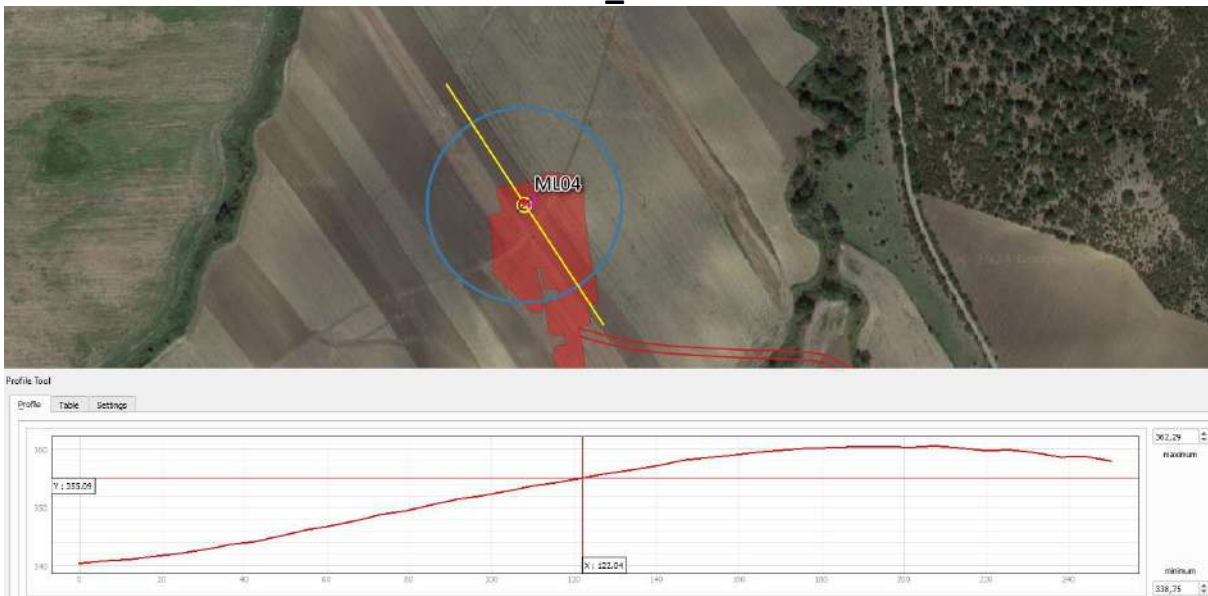 ML04
Profile Tool
Profile Table Settings
360
350
340
Y : 355.09
X : 122.04
0 20 40 60 80 100 120 140 160 180 200 220 240
362,29
maximum
minimum
338,75